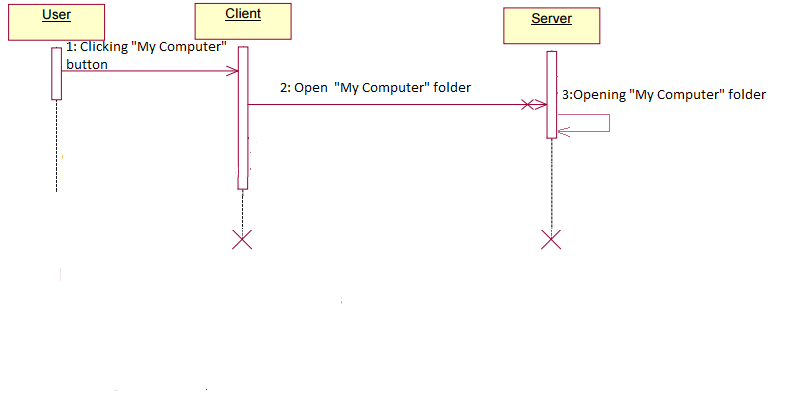 User
Client
Server
1: Clicking "My Computer"
button
2: Open  "My Computer" folder
3:Opening "My Computer" folder